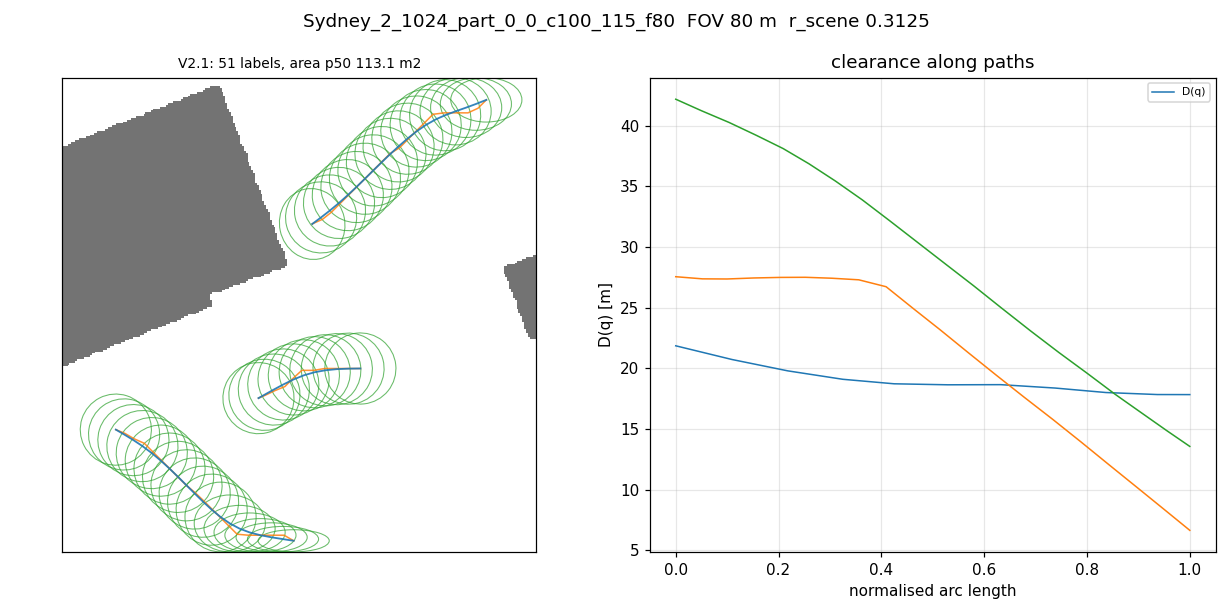 Sydney_2_1024_part_0_0_c100_115_f80  FOV 80 m  r_scene 0.3125
V2.1: 51 labels, area p50 113.1 m2
clearance along paths
D(q)
D(q) [m]
40
35
30
25
20
15
10
5
0.0 0.2 0.4 0.6 0.8 1.0
normalised arc length